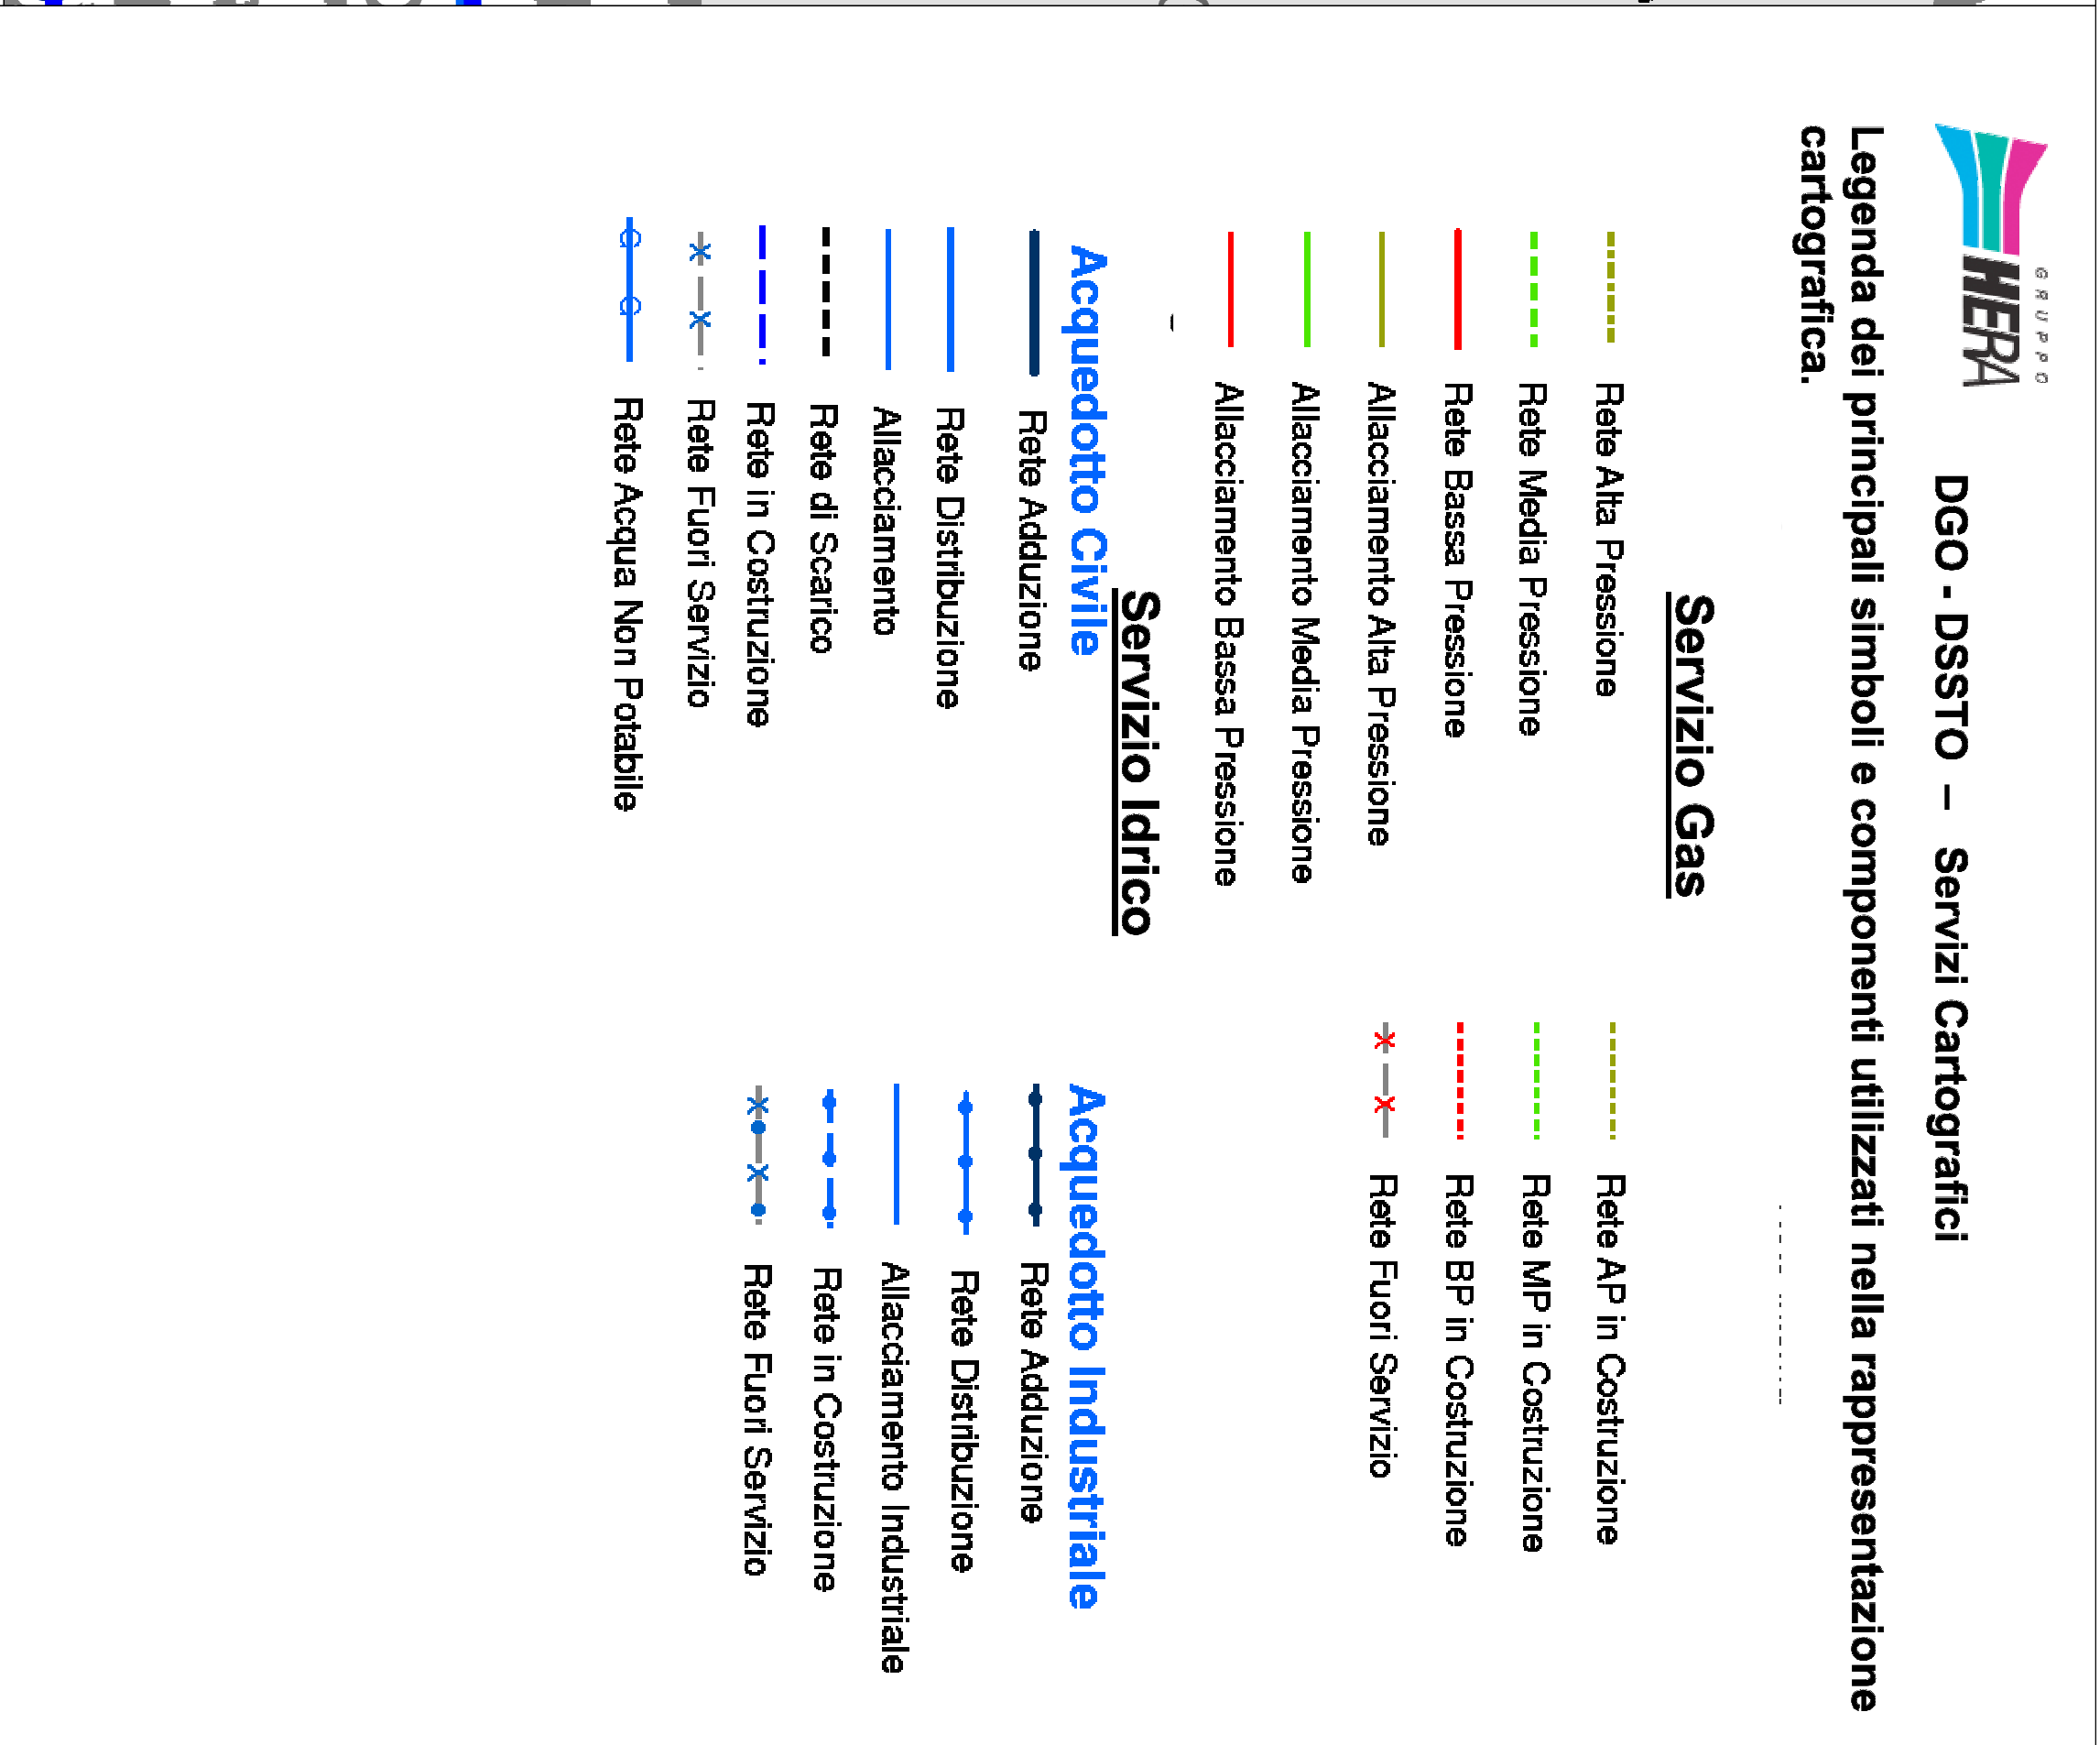 GRUPPO
HERA
DGO - DSSTO – Servizi Cartografici
Legenda dei principali simboli e componenti utilizzati nella rappresentazione
cartografica.
Servizio Gas
Rete Alta Pressione
Rete Media Pressione
Rete Bassa Pressione
Allacciamento Alta Pressione
Allacciamento Media Pressione
Allacciamento Bassa Pressione
Rete AP in Costruzione
Rete MP in Costruzione
Rete BP in Costruzione
Rete Fuori Servizio
Servizio Idrico
Acquedotto Civile
Rete Adduzione
Rete Distribuzione
Allacciamento
Rete di Scarico
Rete in Costruzione
Rete Fuori Servizio
Rete Acqua Non Potabile
Acquedotto Industriale
Rete Adduzione
Rete Distribuzione
Allacciamento Industriale
Rete in Costruzione
Rete Fuori Servizio